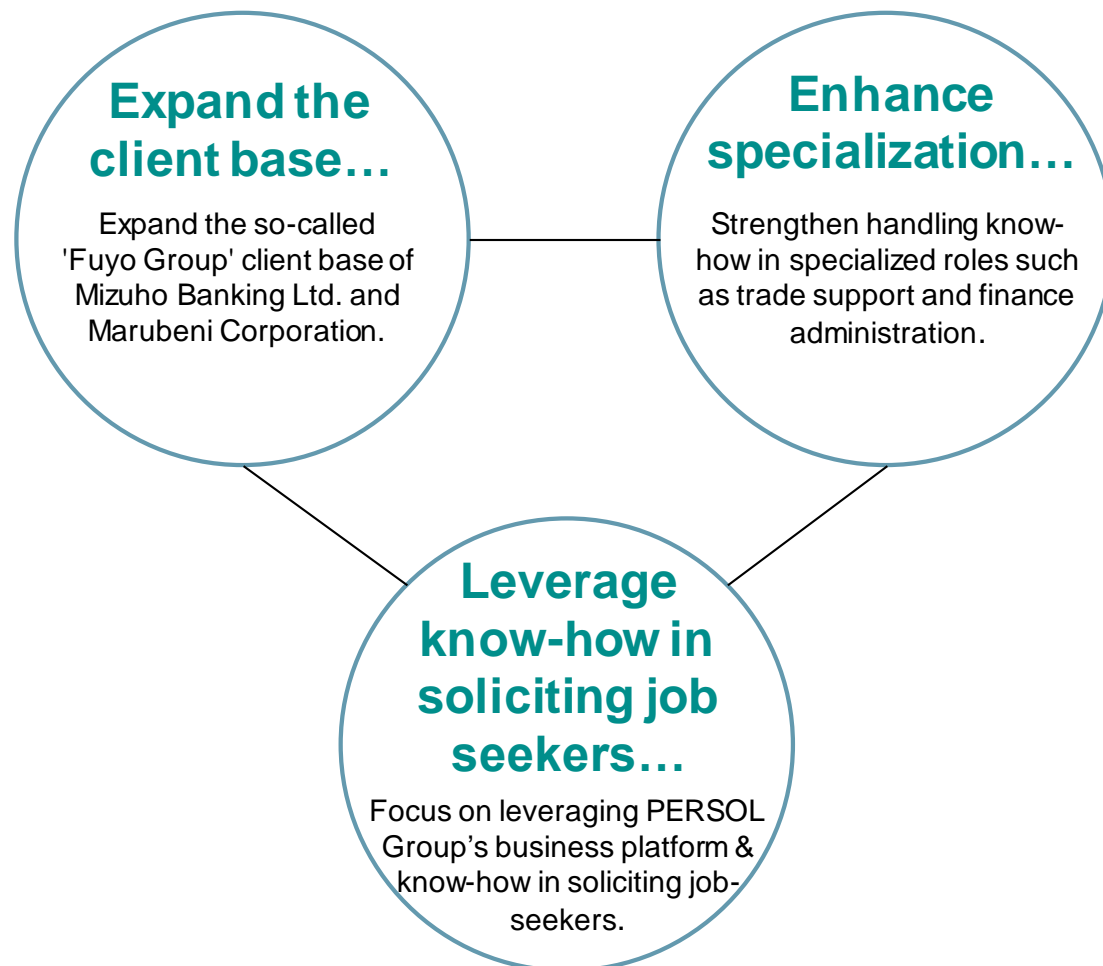 Expand the
client base…
Expand the so-called
'Fuyo Group' client base of
Mizuho Banking Ltd. and
Marubeni Corporation.
Enhance
specialization…
Strengthen handling know-
how in specialized roles such
as trade support and finance
administration.
Leverage
know-how in
soliciting job
seekers…
Focus on leveraging PERSOL
Group’s business platform &
know-how in soliciting job-
seekers.